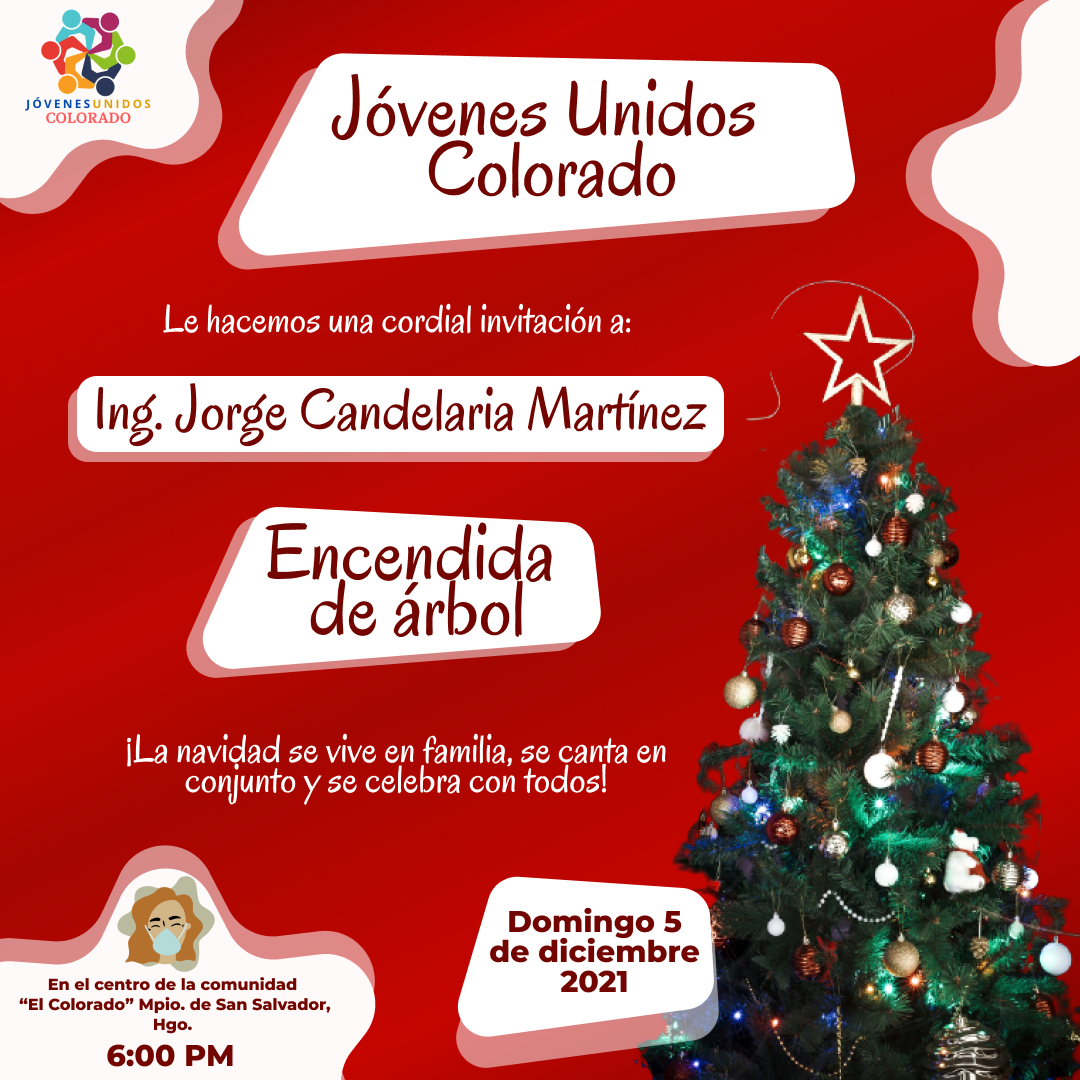 JÓVENESUNIDOS
COLORADO
Jóvenes Unidos
Colorado
Le hacemos una cordial invitación a:
Ing. Jorge Candelaria Martínez
Encendida
de árbol
¡La navidad se vive en familia, se canta en
conjunto y se celebra con todos!
Domingo 5
de diciembre
2021
En el centro de la comunidad
“El Colorado” Mpio. de San Salvador,
Hgo.
6:00 PM